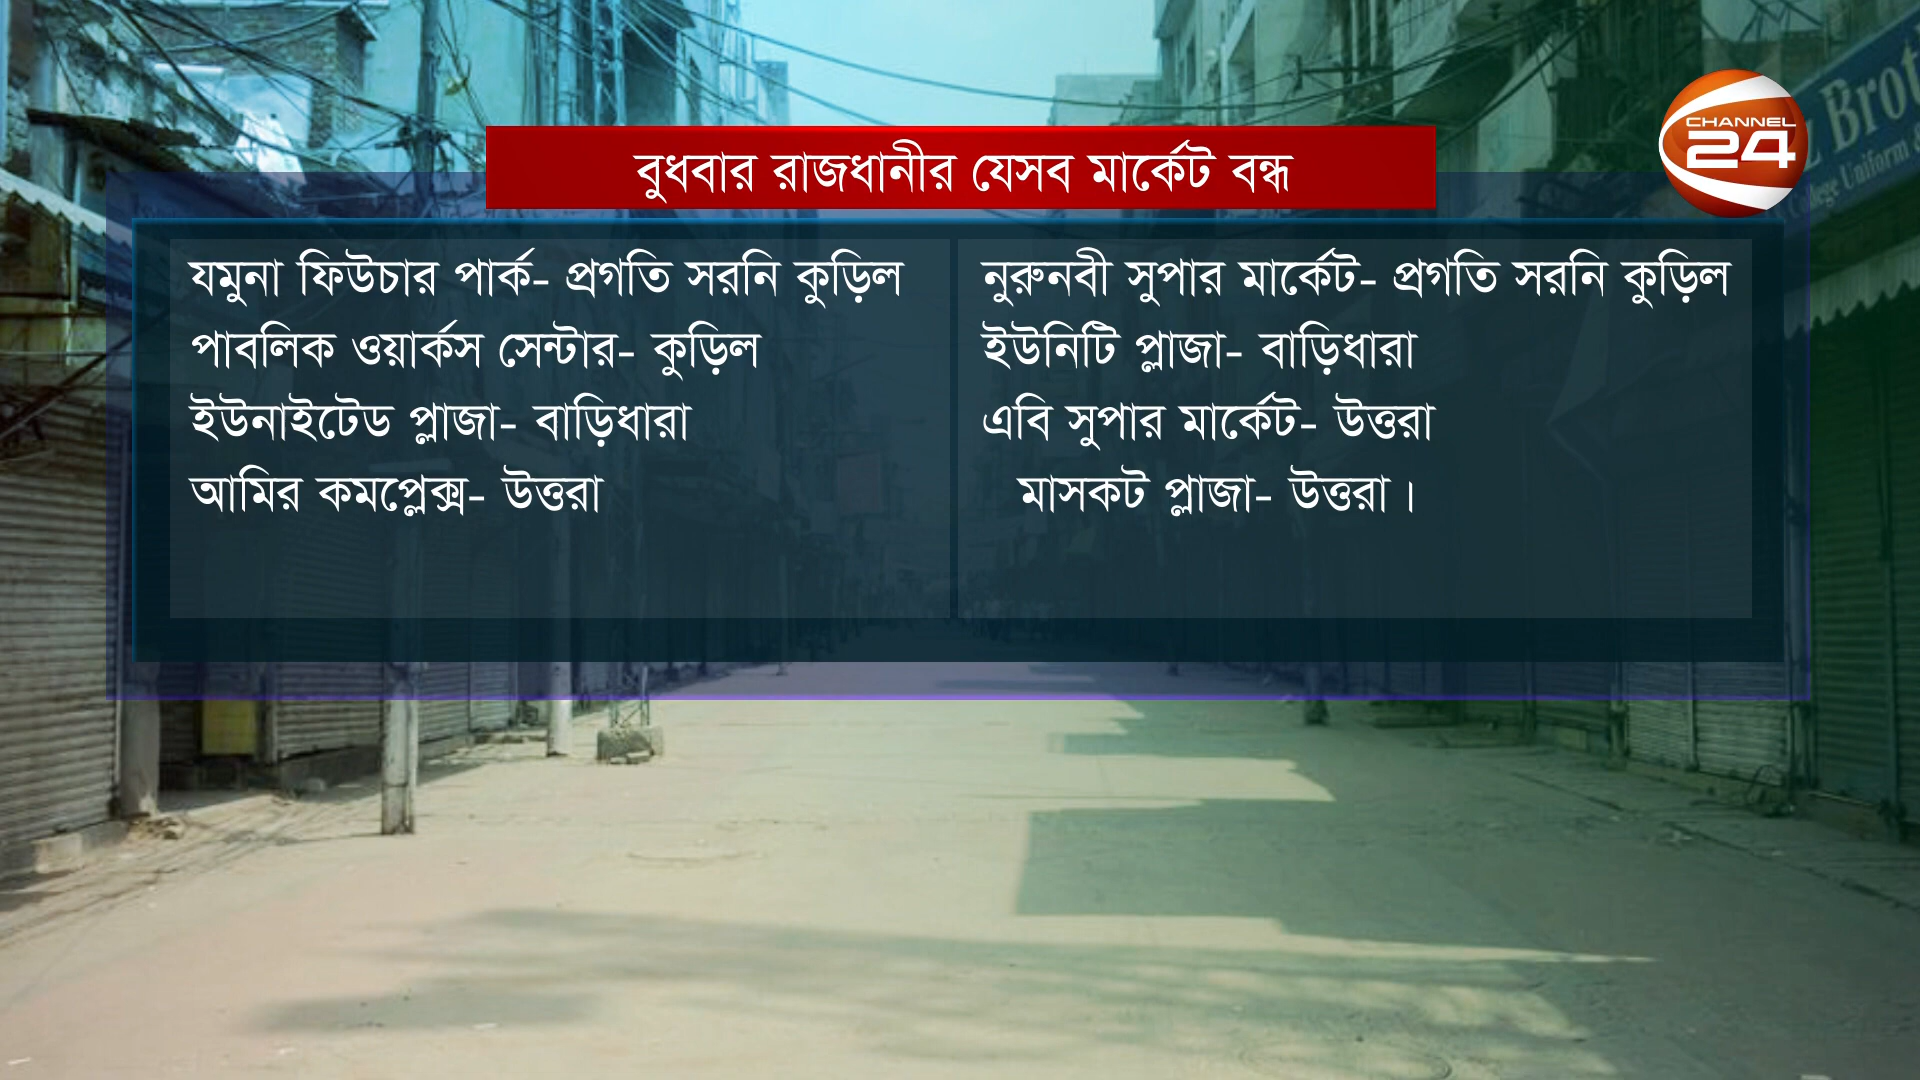 বুধবার রাজধানীর যেসব মার্কেট বন্ধ
CHANNEL
24
যমুনা ফিউচার পার্ক- প্রগতি সরনি কুড়িল
পাবলিক ওয়ার্কস সেন্টার- কুড়িল
ইউনাইটেড প্লাজা- বাড়িধারা
আমির কমপ্লেক্স- উত্তরা
নুরুনবী সুপার মার্কেট- প্রগতি সরনি কুড়িল
ইউনিটি প্লাজা- বাড়িধারা
এবি সুপার মার্কেট- উত্তরা
মাসকট প্লাজা- উত্তরা।
Uniform